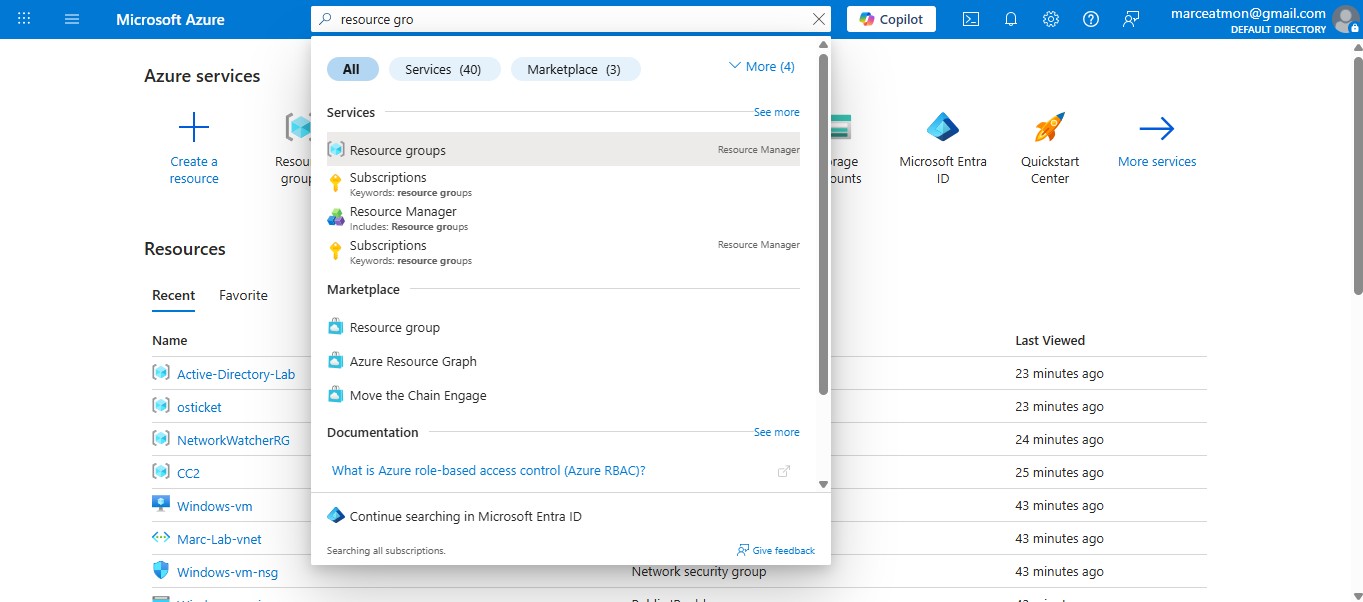 Microsoft Azure
resource gro
Copilot
marceatmon@gmail.com
DEFAULT DIRECTORY
All
Services (40)
Marketplace (3)
More (4)
Services
See more
Resource groups
Resource Manager
Subscriptions
Keywords: resource groups
Resource Manager
Includes: Resource groups
Subscriptions
Resource Manager
Keywords: resource groups
Marketplace
Resource group
Azure Resource Graph
Move the Chain Engage
Documentation
See more
What is Azure role-based access control (Azure RBAC)?
Continue searching in Microsoft Entra ID
Searching all subscriptions.
Give feedback
Azure services
Create a
resource
Resou
group
rage
ounts
Microsoft Entra
ID
Quickstart
Center
More services
Resources
Recent
Favorite
Name
Last Viewed
Active-Directory-Lab
23 minutes ago
osticket
23 minutes ago
NetworkWatcherRG
24 minutes ago
CC2
25 minutes ago
Windows-vm
43 minutes ago
Marc-Lab-vnet
43 minutes ago
Windows-vm-nsg
Network security group
43 minutes ago